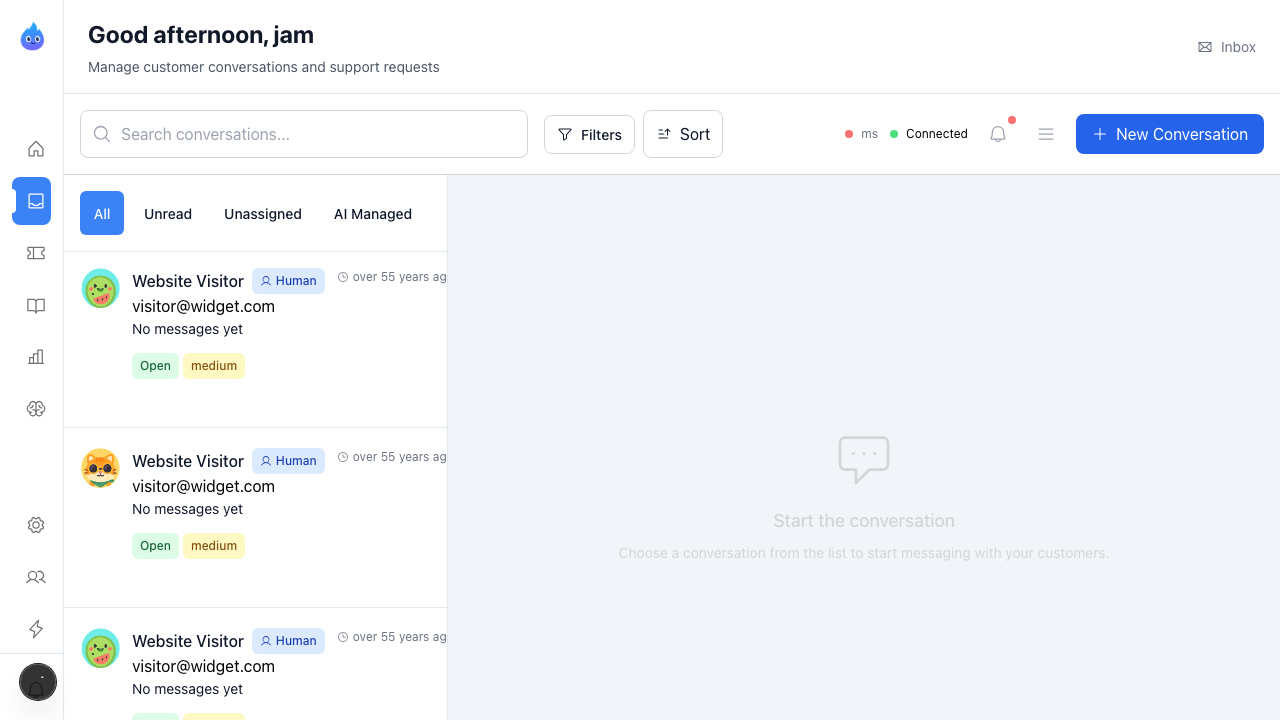 Good afternoon, jam
Manage customer conversations and support requests
Inbox
Search conversations...
Filters
Sort
ms
Connected
New Conversation
All
Unread
Unassigned
AI Managed
Website Visitor
Human
over 55 years ag
visitor@widget.com
No messages yet
Open
medium
Website Visitor
Human
over 55 years ag
visitor@widget.com
No messages yet
Open
medium
Website Visitor
Human
over 55 years ag
visitor@widget.com
No messages yet
Start the conversation
Choose a conversation from the list to start messaging with your customers.